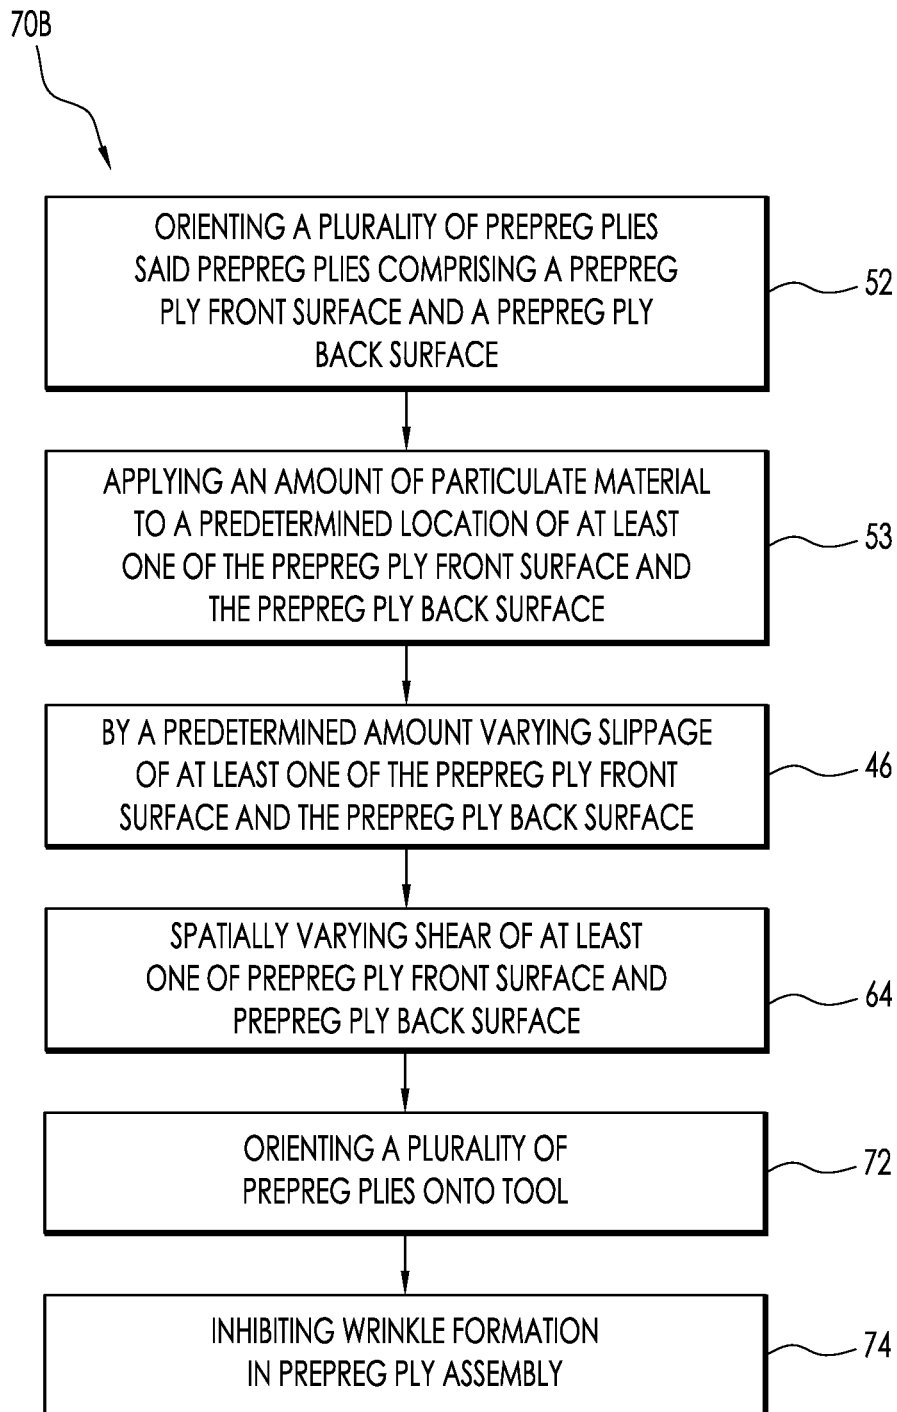 70B
ORIENTING A PLURALITY OF PREPREG PLIES
SAID PREPREG PLIES COMPRISING A PREPREG
PLY FRONT SURFACE AND A PREPREG PLY
BACK SURFACE
52
APPLYING AN AMOUNT OF PARTICULATE MATERIAL
TO A PREDETERMINED LOCATION OF AT LEAST
ONE OF THE PREPREG PLY FRONT SURFACE AND
THE PREPREG PLY BACK SURFACE
53
BY A PREDETERMINED AMOUNT VARYING SLIPPAGE
OF AT LEAST ONE OF THE PREPREG PLY FRONT
SURFACE AND THE PREPREG PLY BACK SURFACE
46
SPATIALLY VARYING SHEAR OF AT LEAST
ONE OF PREPREG PLY FRONT SURFACE AND
PREPREG PLY BACK SURFACE
64
ORIENTING A PLURALITY OF
PREPREG PLIES ONTO TOOL
72
INHIBITING WRINKLE FORMATION
IN PREPREG PLY ASSEMBLY
74